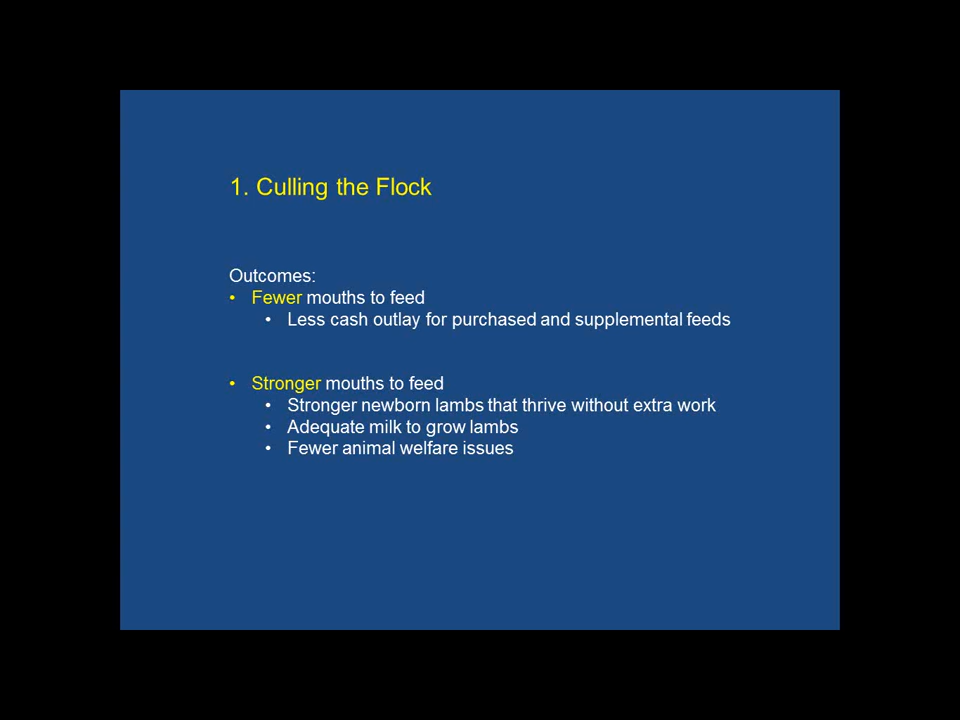 1. Culling the Flock
Outcomes:
• Fewer mouths to feed
• Less cash outlay for purchased and supplemental feeds
• Stronger mouths to feed
• Stronger newborn lambs that thrive without extra work
• Adequate milk to grow lambs
• Fewer animal welfare issues